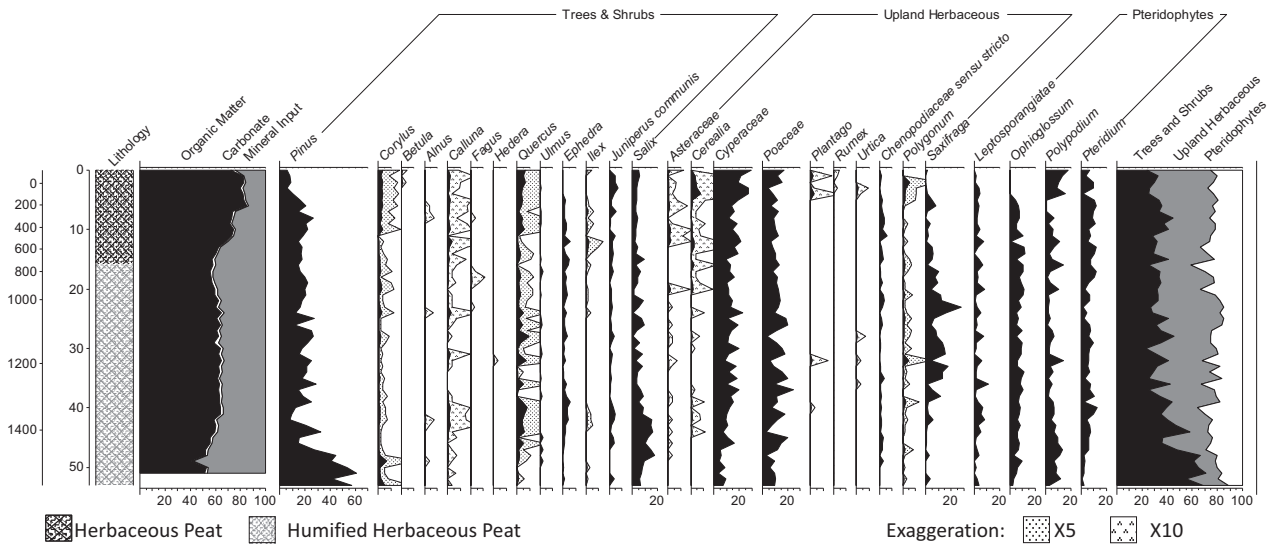 Trees & Shrubs
Upland Herbaceous
Pteridophytes
Lithology
Organic Matter
Carbonate
Mineral Input
Pinus
Corylus
Betula
Alnus
Calluna
Fagus
Hedera
Quercus
Ulmus
Ephedra
Ilex
Juniperus communis
Salix
Asteraceae
Cerealia
Cyperaceae
Poaceae
Plantago
Rumex
Urtica
Chenopodiaceae sensu stricto
Polygonum
Saxifraga
Leptosporangiatae
Ophioglossum
Polypodium
Pteridium
Trees and Shrubs
Upland Herbaceous
Pteridophytes
0
200
400
600
800
1000
1200
1400
0
10
20
30
40
50
20 40 60 80 100 20 40 60 20 20 20 20 20 20 20 20 20 20 40 60 80 100
Herbaceous Peat Humified Herbaceous Peat Exaggeration: X5 X10